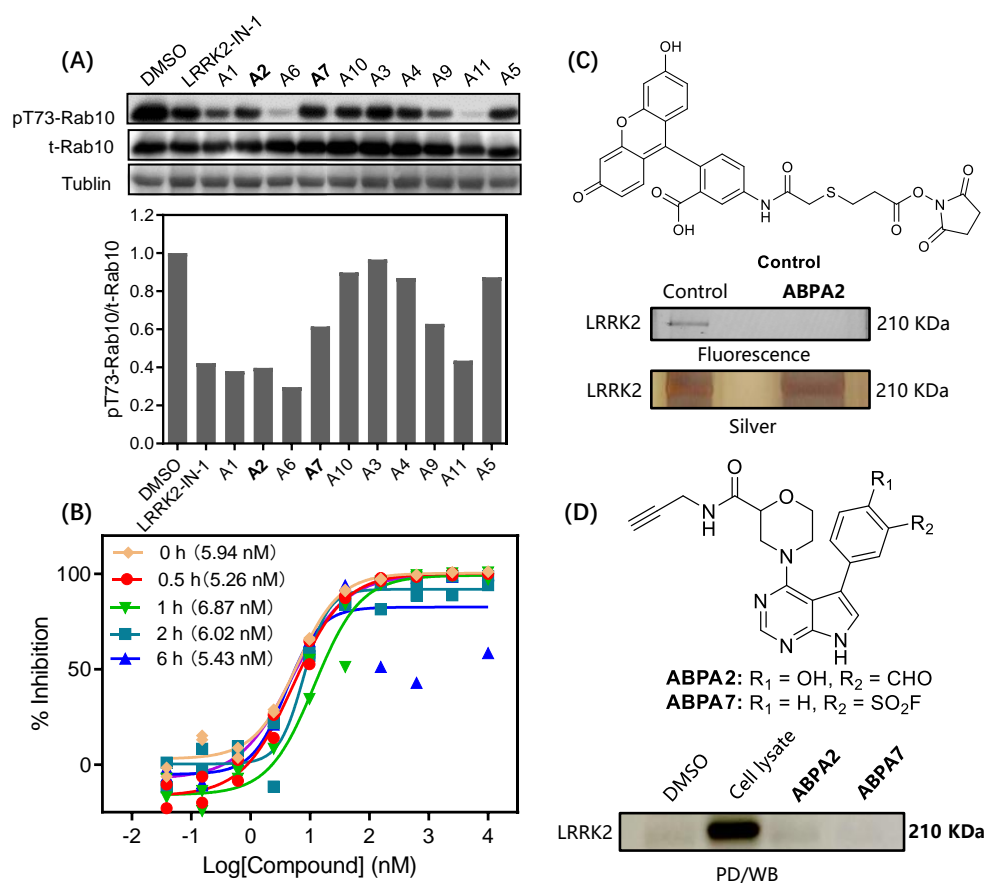 (A)
DMSO
LRRK2-IN-1
A1
A2
A6
A7
A10
A3
A4
A9
A11
A5
pT73-Rab10
t-Rab10
Tublin
pT73-Rab10/t-Rab10
1.2
1.0
0.8
0.6
0.4
0.2
0.0
DMSO
LRRK2-IN-1
A1
A2
A6
A7
A10
A3
A4
A9
A11
A5
(B)
% Inhibition
100
50
0
0 h (5.94 nM)
0.5 h (5.26 nM)
1 h (6.87 nM)
2 h (6.02 nM)
6 h (5.43 nM)
-2 -1 0 1 2 3 4
Log[Compound] (nM)
(C)
OH
O
O
O
OH
N
H
O
S
O
O
N
O
O
Control
Control ABPA2
LRRK2 210 KDa
Fluorescence
LRRK2 210 KDa
Silver
(D)
O
N
H
O
N
R1
R2
N
N
N
H
ABPA2: R1 = OH, R2 = CHO
ABPA7: R1 = H, R2 = SO2F
DMSO
Cell lysate
ABPA2
ABPA7
LRRK2 210 KDa
PD/WB